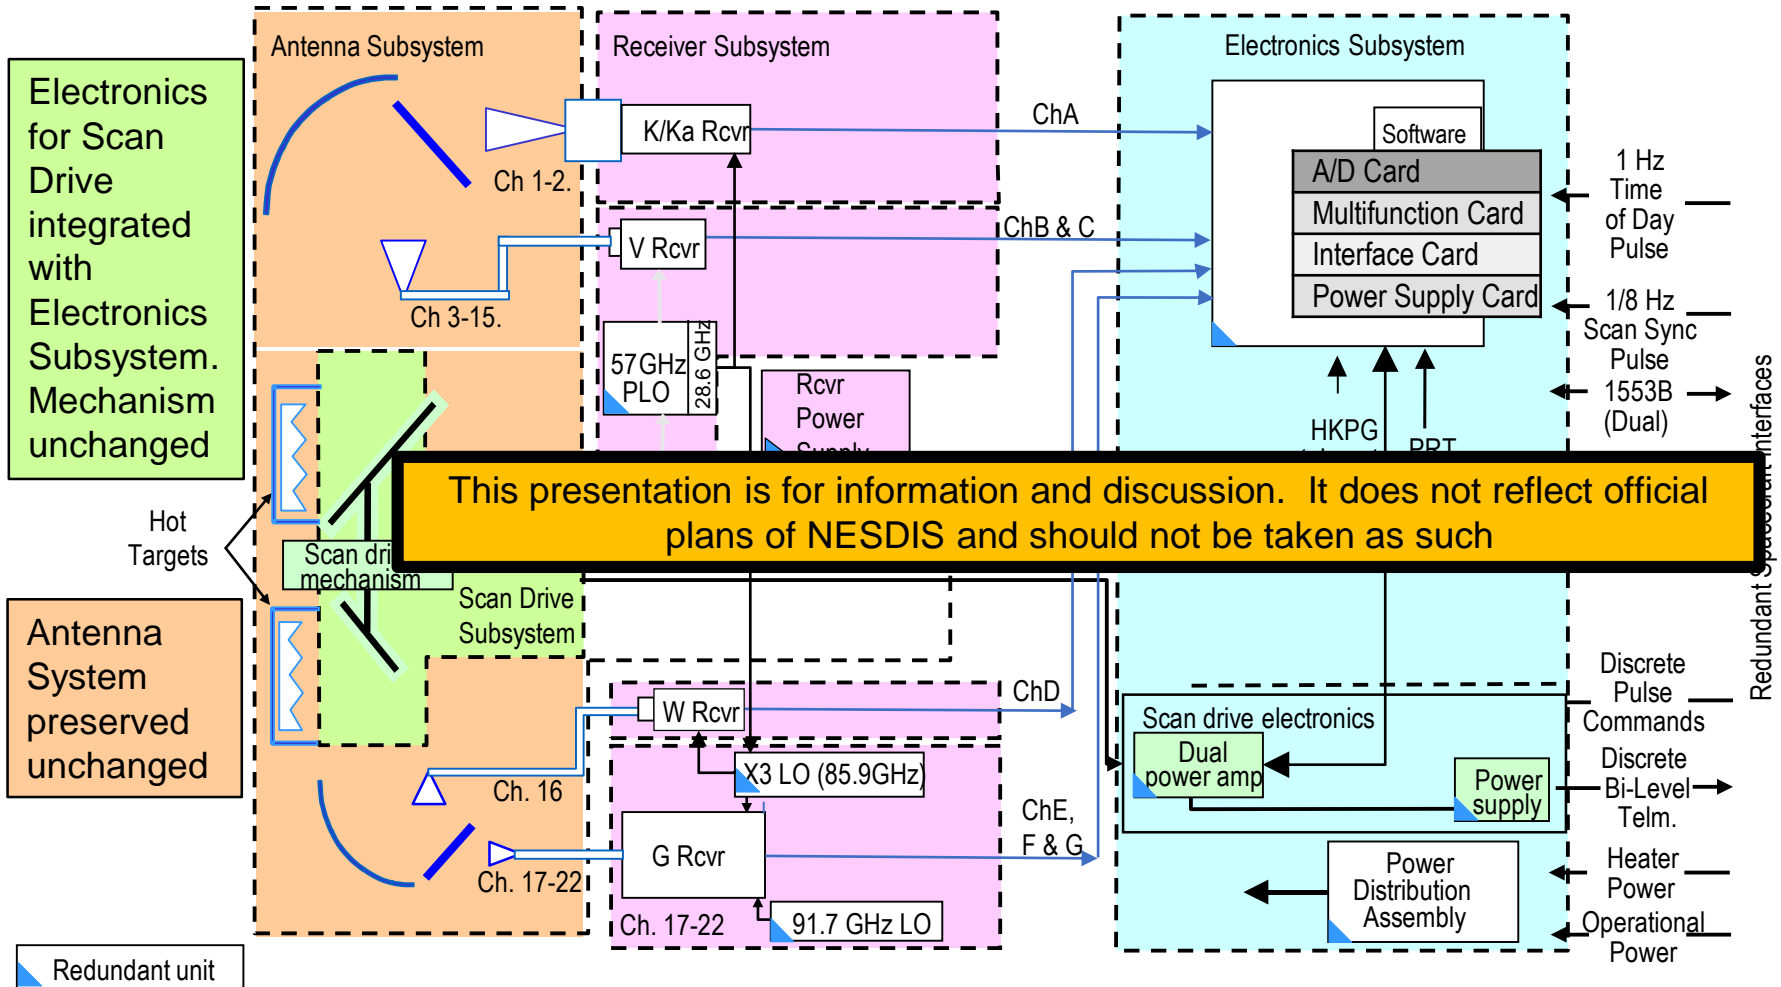 Antenna Subsystem
Receiver Subsystem
Electronics Subsystem
Electronics
for Scan
Drive
integrated
with
Electronics
Subsystem.
Mechanism
unchanged
K/Ka Rcvr
Ch 1-2.
ChA
Software
A/D Card
Multifunction Card
Interface Card
Power Supply Card
1 Hz
Time
of Day
Pulse
V Rcvr
ChB & C
Ch 3-15.
1/8 Hz
Scan Sync
Pulse
57GHz
PLO
28.6 GHz
Rcvr
Power
Supply
1553B
(Dual)
HKPG
PRT
This presentation is for information and discussion. It does not reflect official
plans of NESDIS and should not be taken as such
Redundant Spacecraft Interfaces
Hot
Targets
Scan drive
mechanism
Scan Drive
Subsystem
Antenna
System
preserved
unchanged
W Rcvr
ChD
Ch. 16
X3 LO (85.9GHz)
Scan drive electronics
Dual
power amp
Power
supply
Discrete
Pulse
Commands
Discrete
Bi-Level
Telm.
ChE,
F & G
G Rcvr
Ch. 17-22
Ch. 17-22
91.7 GHz LO
Power
Distribution
Assembly
Heater
Power
Operational
Power
Redundant unit